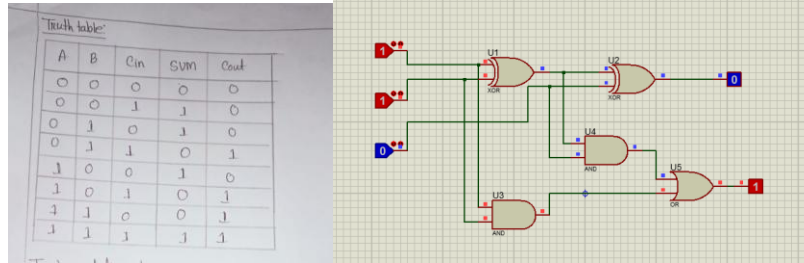 Truth table:
A B Cin SUM Cout
0 0 0 0 0
0 0 1 1 0
0 1 0 1 0
0 1 1 0 1
1 0 0 1 0
1 0 1 0 1
1 1 0 0 1
1 1 1 1 1
1
1
0
U1
XOR
U2
XOR
0
U4
AND
U5
OR
1
U3
AND